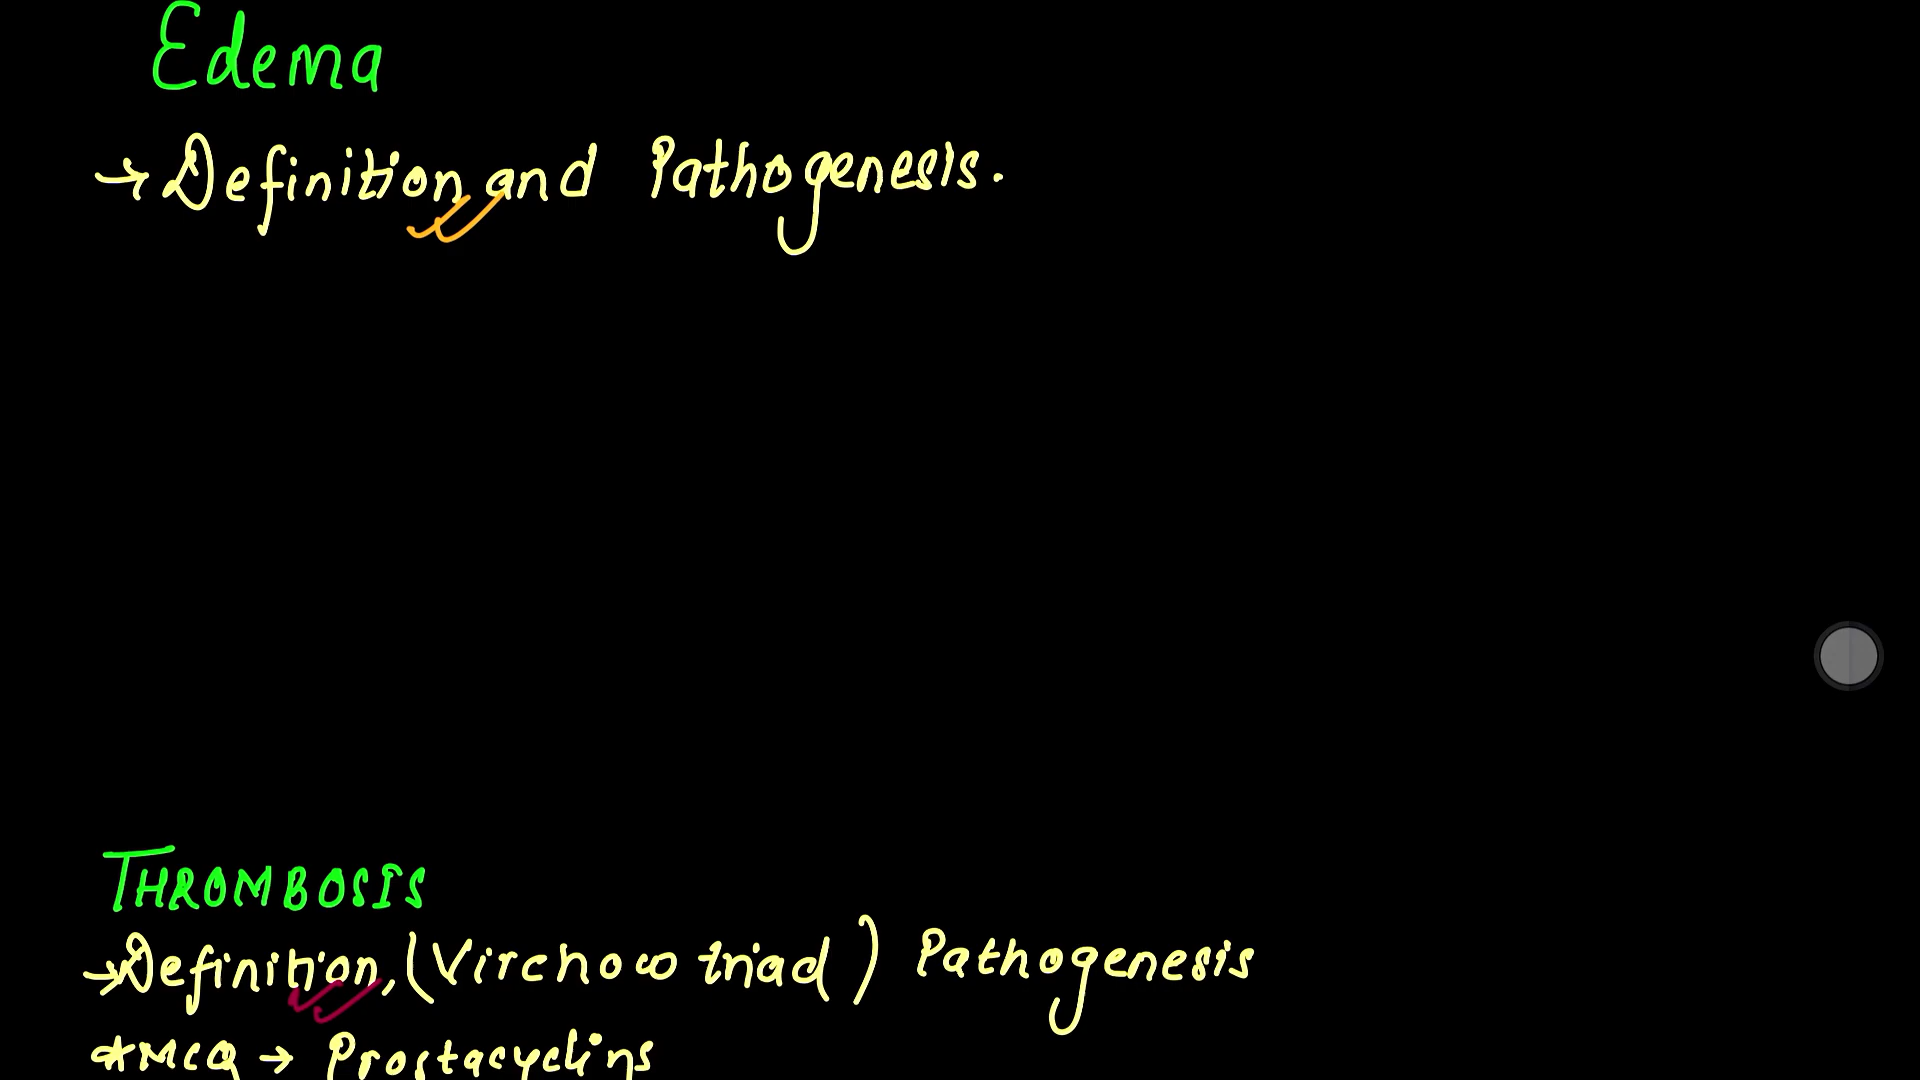 Edema
→ Definition and Pathogenesis.
THROMBOSIS
→ Definition, (Virchow triad) Pathogenesis
*MCQ → Prostacyclins